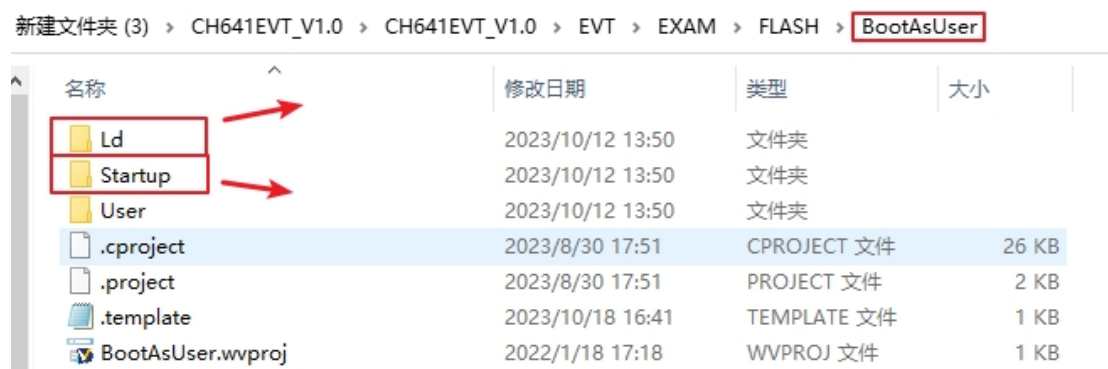 新建文件夹 (3) > CH641EVT_V1.0 > CH641EVT_V1.0 > EVT > EXAM > FLASH > BootAsUser
名称 修改日期 类型 大小
Ld 2023/10/12 13:50 文件夹
Startup 2023/10/12 13:50 文件夹
User 2023/10/12 13:50 文件夹
.cproject 2023/8/30 17:51 CPROJECT 文件 26 KB
.project 2023/8/30 17:51 PROJECT 文件 2 KB
.template 2023/10/18 16:41 TEMPLATE 文件 1 KB
BootAsUser.wvproj 2022/1/18 17:18 WVPROJ 文件 1 KB